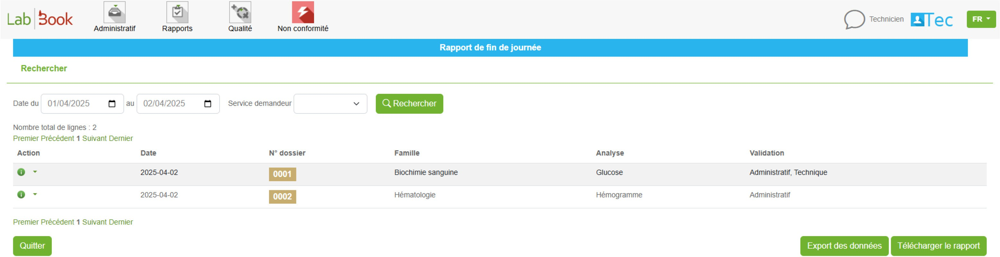 Lab Book
Administratif Rapports Qualité Non conformité
Technicien Tec FR
Rapport de fin de journée
Rechercher
Date du 01/04/2025 au 02/04/2025 Service demandeur Rechercher
Nombre total de lignes : 2
Premier Précédent 1 Suivant Dernier
Action Date N° dossier Famille Analyse Validation
2025-04-02 0001 Biochimie sanguine Glucose Administratif, Technique
2025-04-02 0002 Hématologie Hémogramme Administratif
Premier Précédent 1 Suivant Dernier
Quitter Export des données Télécharger le rapport